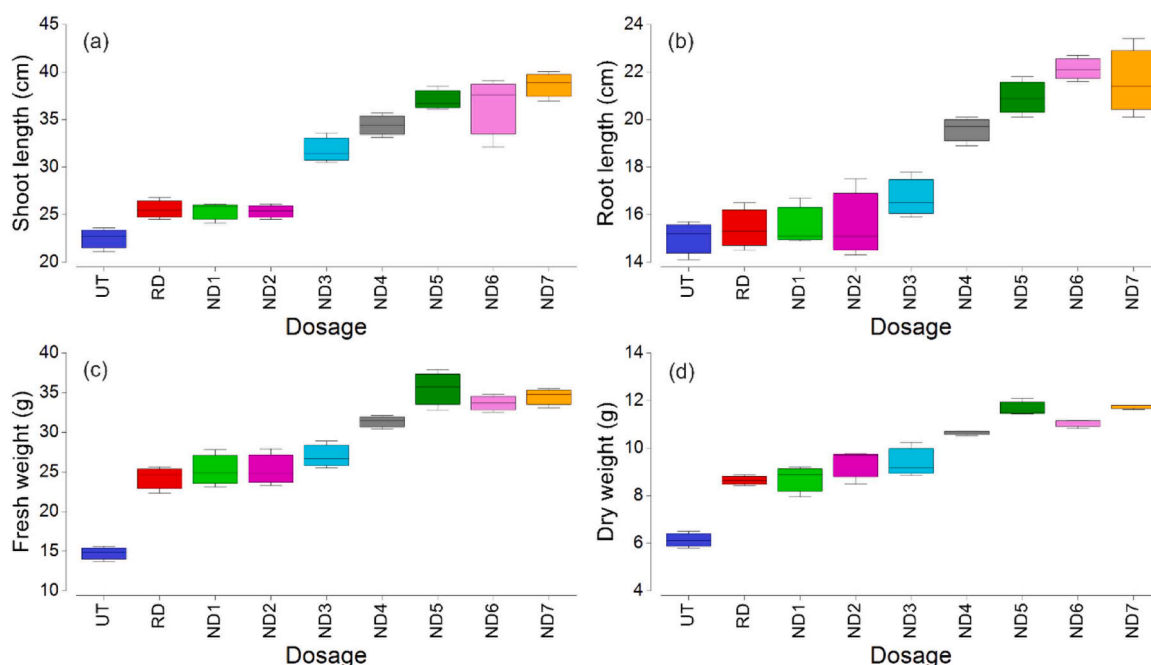 (a)
Shoot length (cm)
45
40
35
30
25
20
UT
RD
ND1
ND2
ND3
ND4
ND5
ND6
ND7
Dosage
(b)
Root length (cm)
24
22
20
18
16
14
UT
RD
ND1
ND2
ND3
ND4
ND5
ND6
ND7
Dosage
(c)
Fresh weight (g)
40
35
30
25
20
15
10
UT
RD
ND1
ND2
ND3
ND4
ND5
ND6
ND7
Dosage
(d)
Dry weight (g)
14
12
10
8
6
4
UT
RD
ND1
ND2
ND3
ND4
ND5
ND6
ND7
Dosage